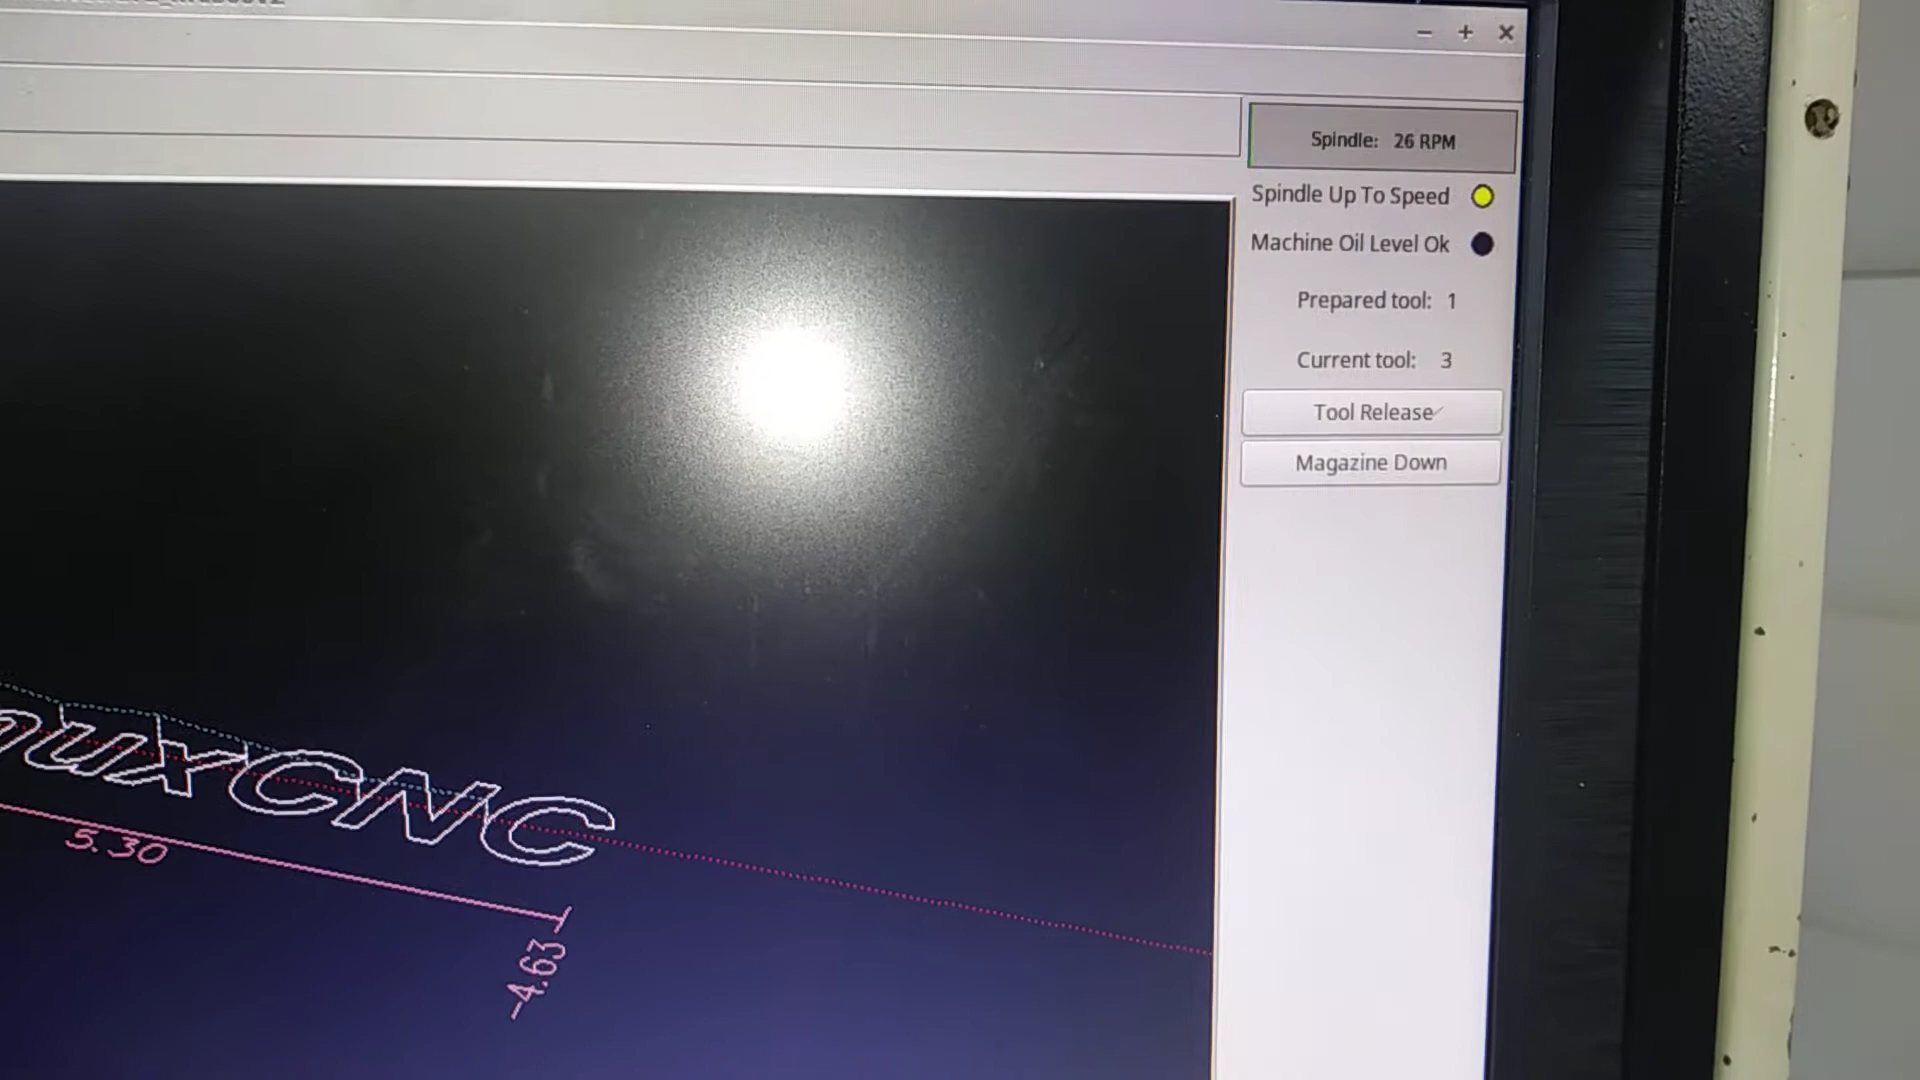 Spindle: 26 RPM
Spindle Up To Speed
Machine Oil Level Ok
Prepared tool: 1
Current tool: 3
Tool Release
Magazine Down
uxCNC
5.30
-4.63